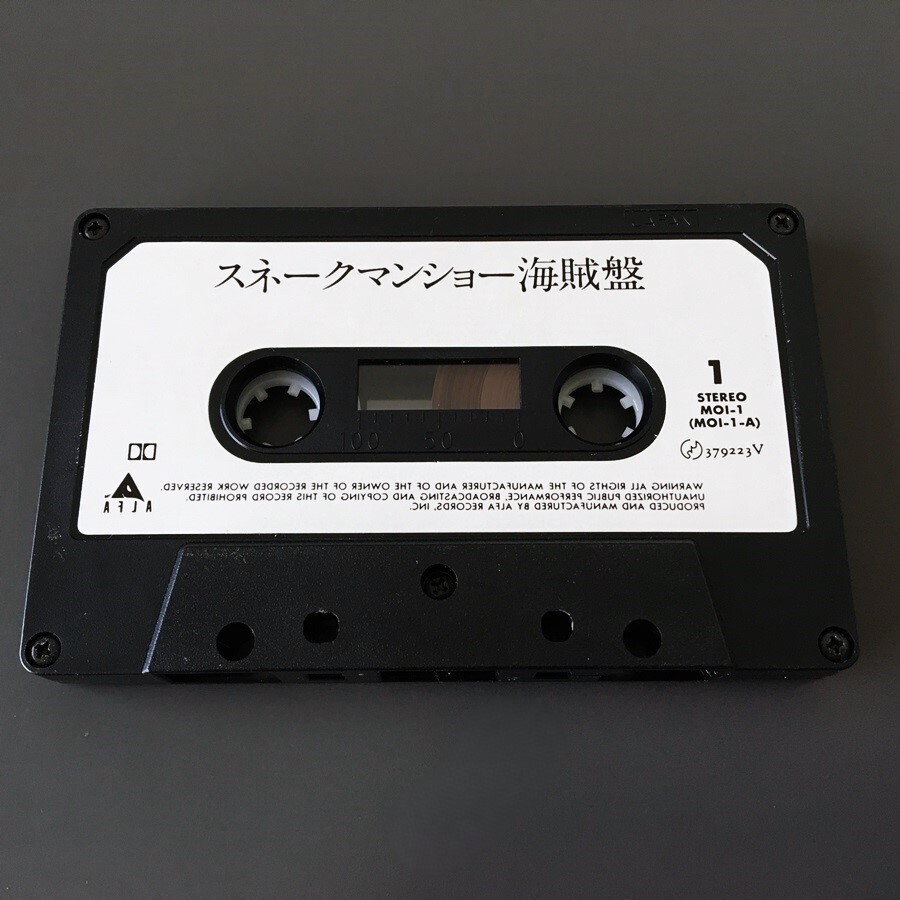 スネークマンショー海賊盤
1
STEREO
MOI-1
(MOI-1-A)
379223V
100 50 0
ALFA
WARNING ALL RIGHTS OF THE MANUFACTURER AND OF THE OWNER OF THE RECORDED WORK RESERVED.
UNAUTHORIZED PUBLIC PERFORMANCE, BROADCASTING AND COPYING OF THIS RECORD PROHIBITED.
PRODUCED AND MANUFACTURED BY ALFA RECORDS, INC.